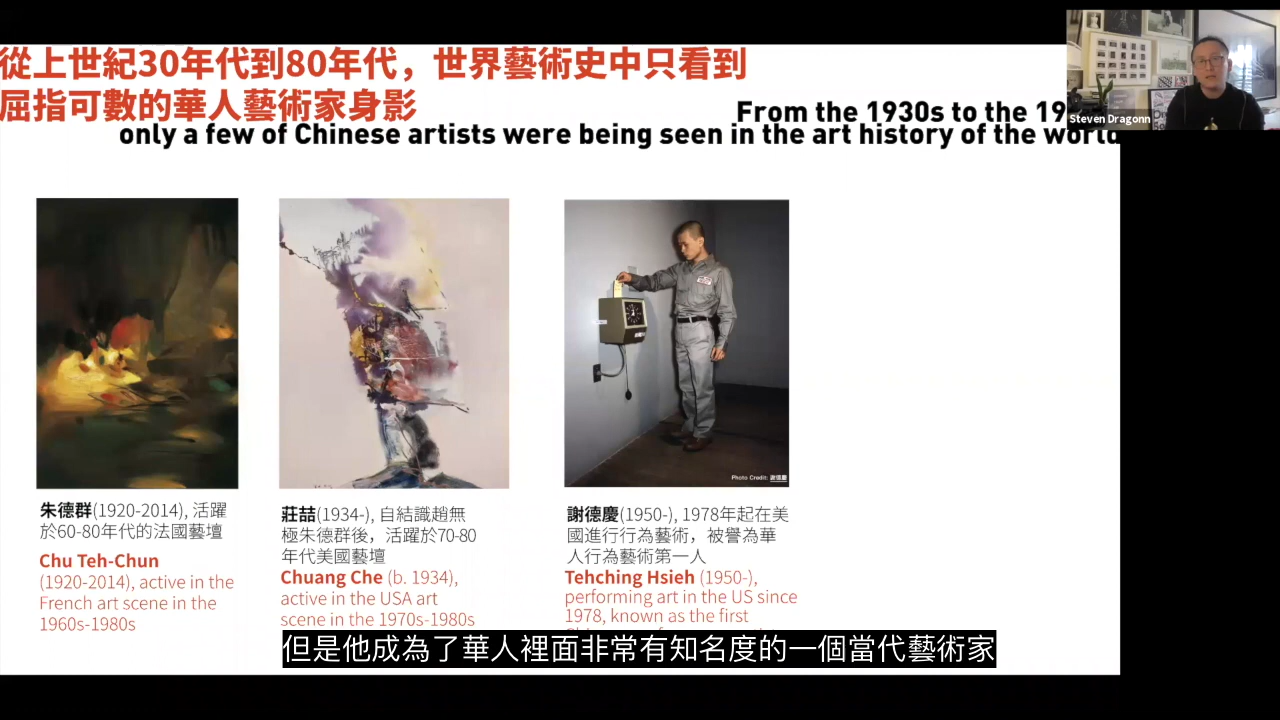 從上世紀30年代到80年代，世界藝術史中只看到
屈指可數的華人藝術家身影
From the 1930s to the 19
only a few of Chinese artists were being seen in the art history of the world
Steven Dragonn
Photo Credit: 謝德慶
朱德群(1920-2014), 活躍
於60-80年代的法國藝壇
Chu Teh-Chun
(1920-2014), active in the
French art scene in the
1960s-1980s
莊喆(1934-), 自結識趙無
極朱德群後，活躍於70-80
年代美國藝壇
Chuang Che (b. 1934),
active in the USA art
scene in the 1970s-1980s
謝德慶(1950-), 1978年起在美
國進行行為藝術，被譽為華
人行為藝術第一人
Tehching Hsieh (1950-),
performing art in the US since
1978, known as the first
但是他成為了華人裡面非常有知名度的一個當代藝術家